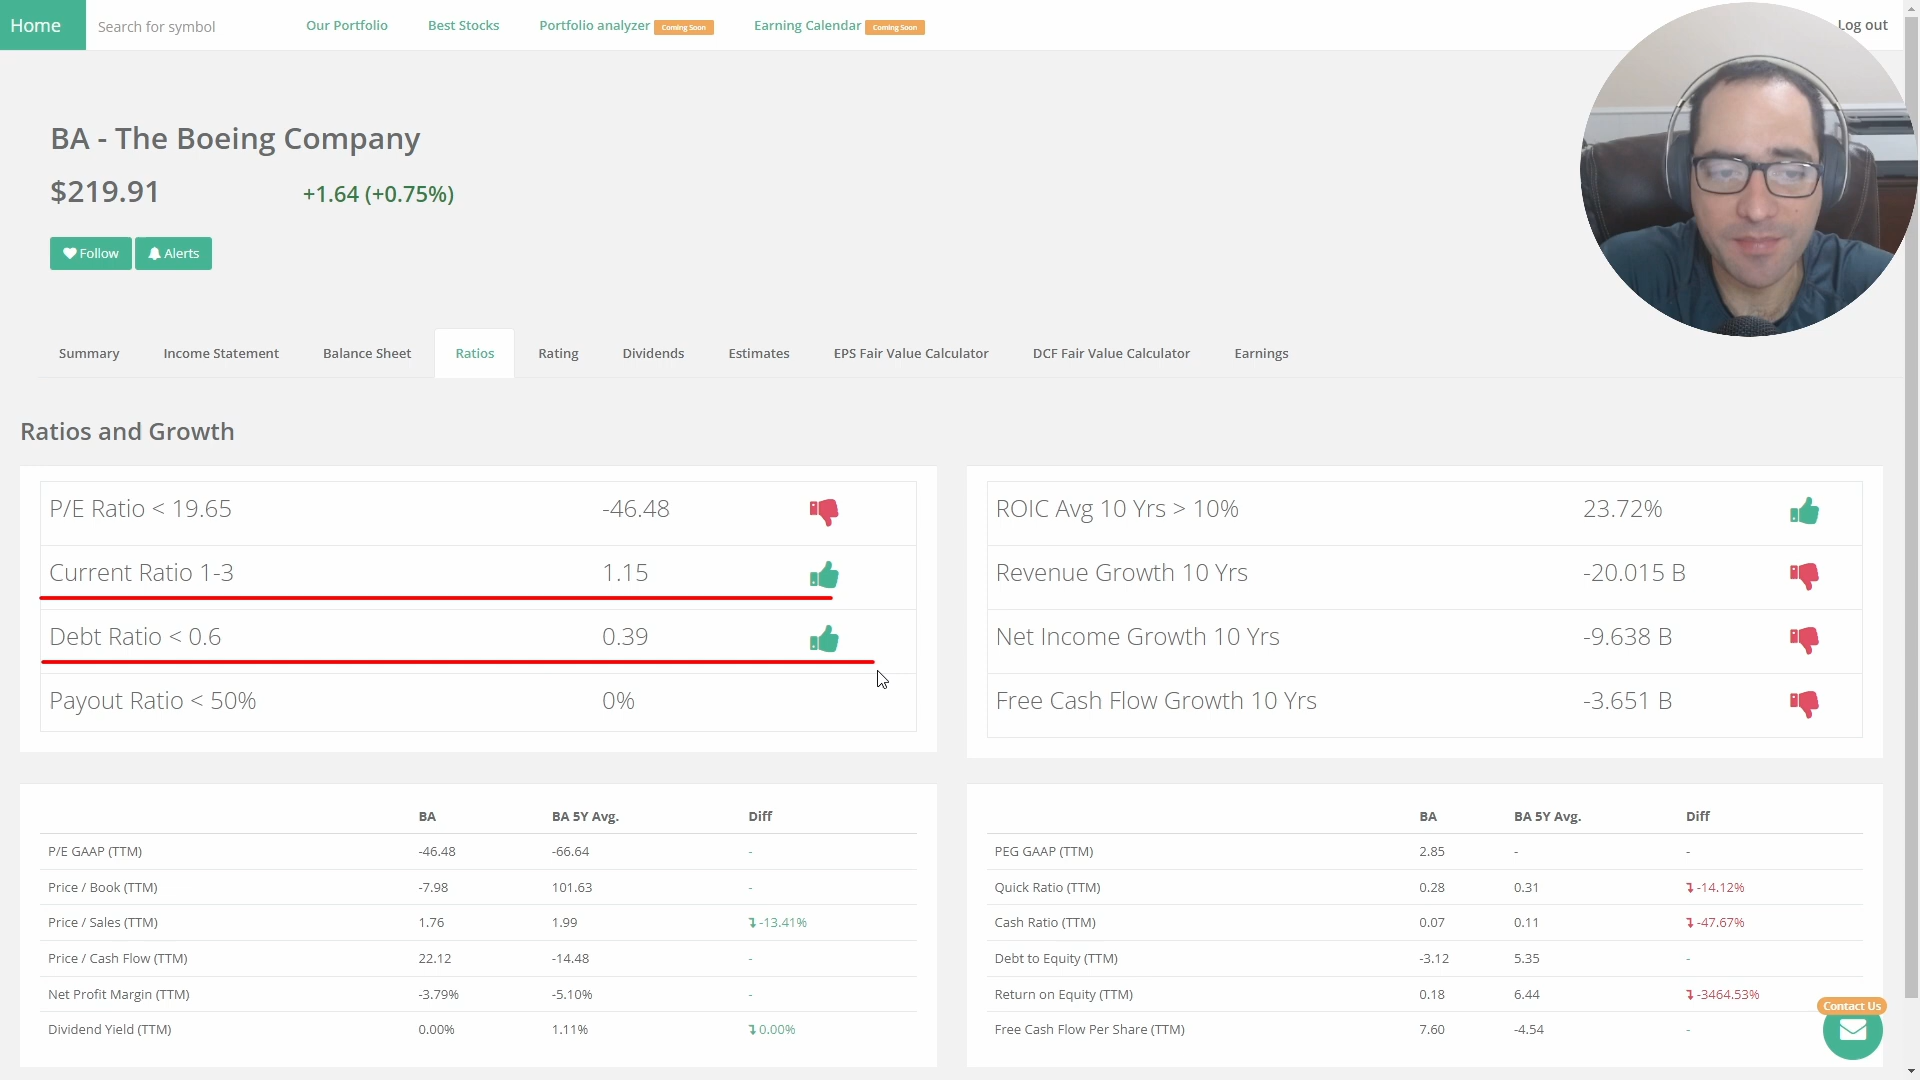 Home
Search for symbol
Our Portfolio
Best Stocks
Portfolio analyzer Coming Soon
Earning Calendar Coming Soon
Log out
BA - The Boeing Company
$219.91 +1.64 (+0.75%)
Follow
Alerts
Summary
Income Statement
Balance Sheet
Ratios
Rating
Dividends
Estimates
EPS Fair Value Calculator
DCF Fair Value Calculator
Earnings
Ratios and Growth
P/E Ratio < 19.65 -46.48
Current Ratio 1-3 1.15
Debt Ratio < 0.6 0.39
Payout Ratio < 50% 0%
ROIC Avg 10 Yrs > 10% 23.72%
Revenue Growth 10 Yrs -20.015 B
Net Income Growth 10 Yrs -9.638 B
Free Cash Flow Growth 10 Yrs -3.651 B
BA BA 5Y Avg. Diff
P/E GAAP (TTM) -46.48 -66.64 -
Price / Book (TTM) -7.98 101.63 -
Price / Sales (TTM) 1.76 1.99 -13.41%
Price / Cash Flow (TTM) 22.12 -14.48 -
Net Profit Margin (TTM) -3.79% -5.10% -
Dividend Yield (TTM) 0.00% 1.11% 0.00%
BA BA 5Y Avg. Diff
PEG GAAP (TTM) 2.85 - -
Quick Ratio (TTM) 0.28 0.31 -14.12%
Cash Ratio (TTM) 0.07 0.11 -47.67%
Debt to Equity (TTM) -3.12 5.35 -
Return on Equity (TTM) 0.18 6.44 -3464.53%
Free Cash Flow Per Share (TTM) 7.60 -4.54 -
Contact Us